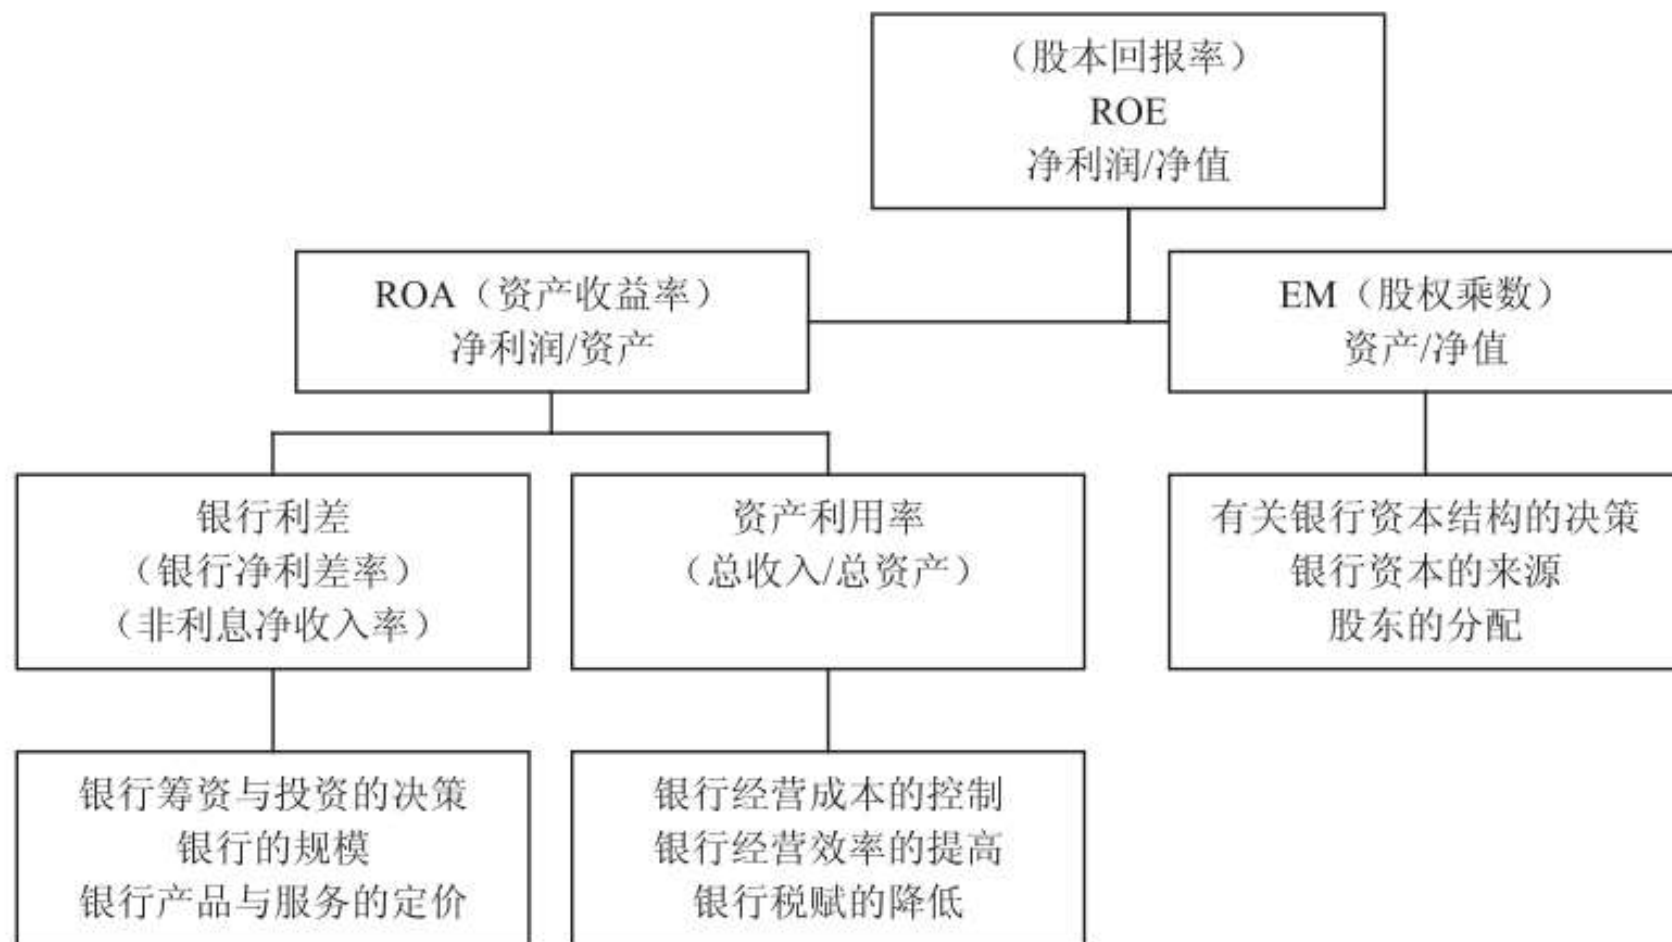 （股本回报率）
ROE
净利润/净值
ROA（资产收益率）
净利润/资产
EM（股权乘数）
资产/净值
银行利差
（银行净利差率）
（非利息净收入率）
资产利用率
（总收入/总资产）
有关银行资本结构的决策
银行资本的来源
股东的分配
银行筹资与投资的决策
银行的规模
银行产品与服务的定价
银行经营成本的控制
银行经营效率的提高
银行税赋的降低